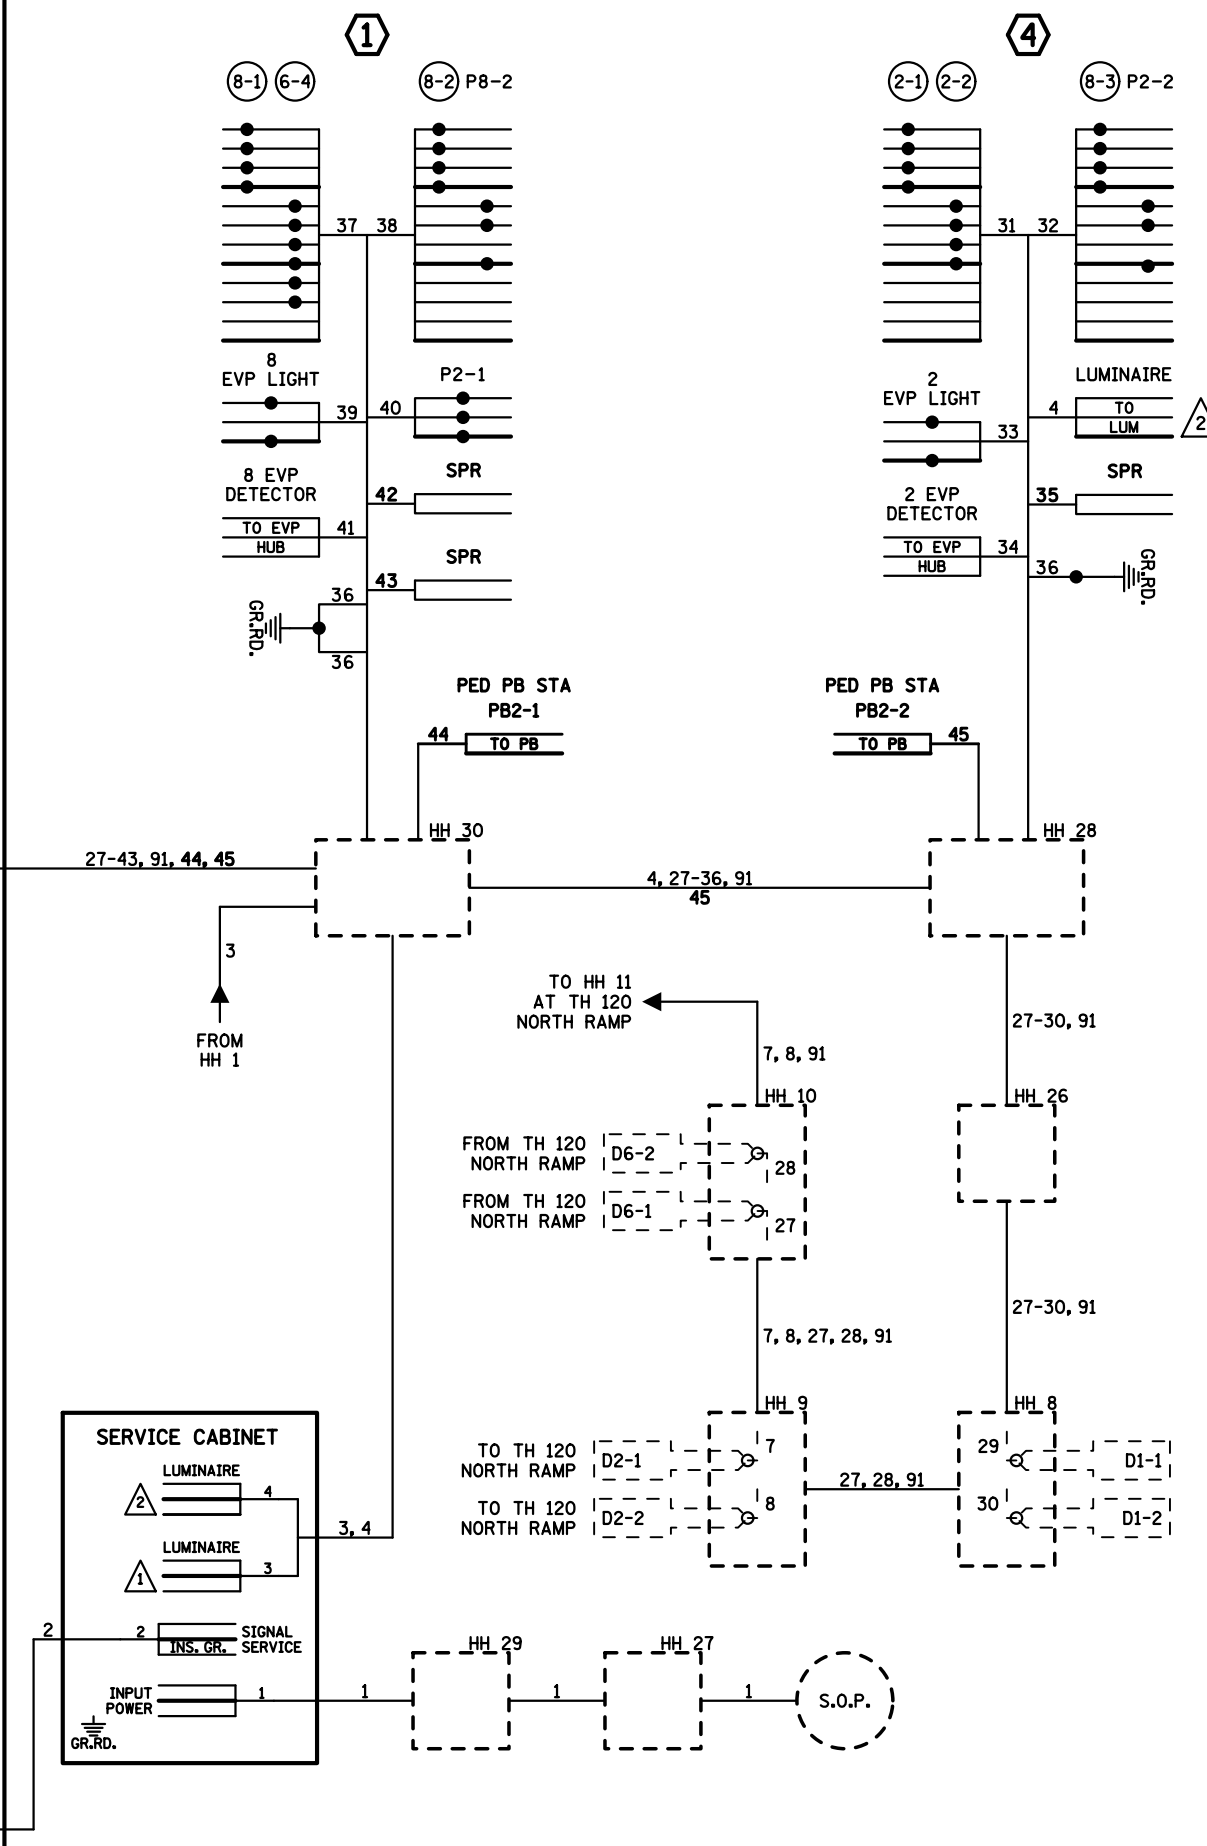 1
4
8-1 6-4 8-2 P8-2
2-1 2-2 8-3 P2-2
37 38
31 32
8
EVP LIGHT
39
P2-1
40
2
EVP LIGHT
33
LUMINAIRE
4 TO
LUM
2
8 EVP
DETECTOR
TO EVP
HUB
41
SPR
42
SPR
43
36
36
GR.RD.
2 EVP
DETECTOR
TO EVP
HUB
34
SPR
35
36
GR.RD.
PED PB STA
PB2-1
44 TO PB
PED PB STA
PB2-2
TO PB 45
HH 30
HH 28
27-43, 91, 44, 45
4, 27-36, 91
45
3
FROM
HH 1
TO HH 11
AT TH 120
NORTH RAMP
7, 8, 91
27-30, 91
HH 10
HH 26
FROM TH 120
NORTH RAMP
D6-2
28
FROM TH 120
NORTH RAMP
D6-1
27
7, 8, 27, 28, 91
27-30, 91
HH 9
HH 8
TO TH 120
NORTH RAMP
D2-1
7
TO TH 120
NORTH RAMP
D2-2
8
27, 28, 91
29
D1-1
30
D1-2
SERVICE CABINET
LUMINAIRE
2
4
3, 4
LUMINAIRE
1
3
2
2
INS. GR.
SIGNAL
SERVICE
INPUT
POWER
1
GR.RD.
1
HH 29
1
HH 27
1
S.O.P.